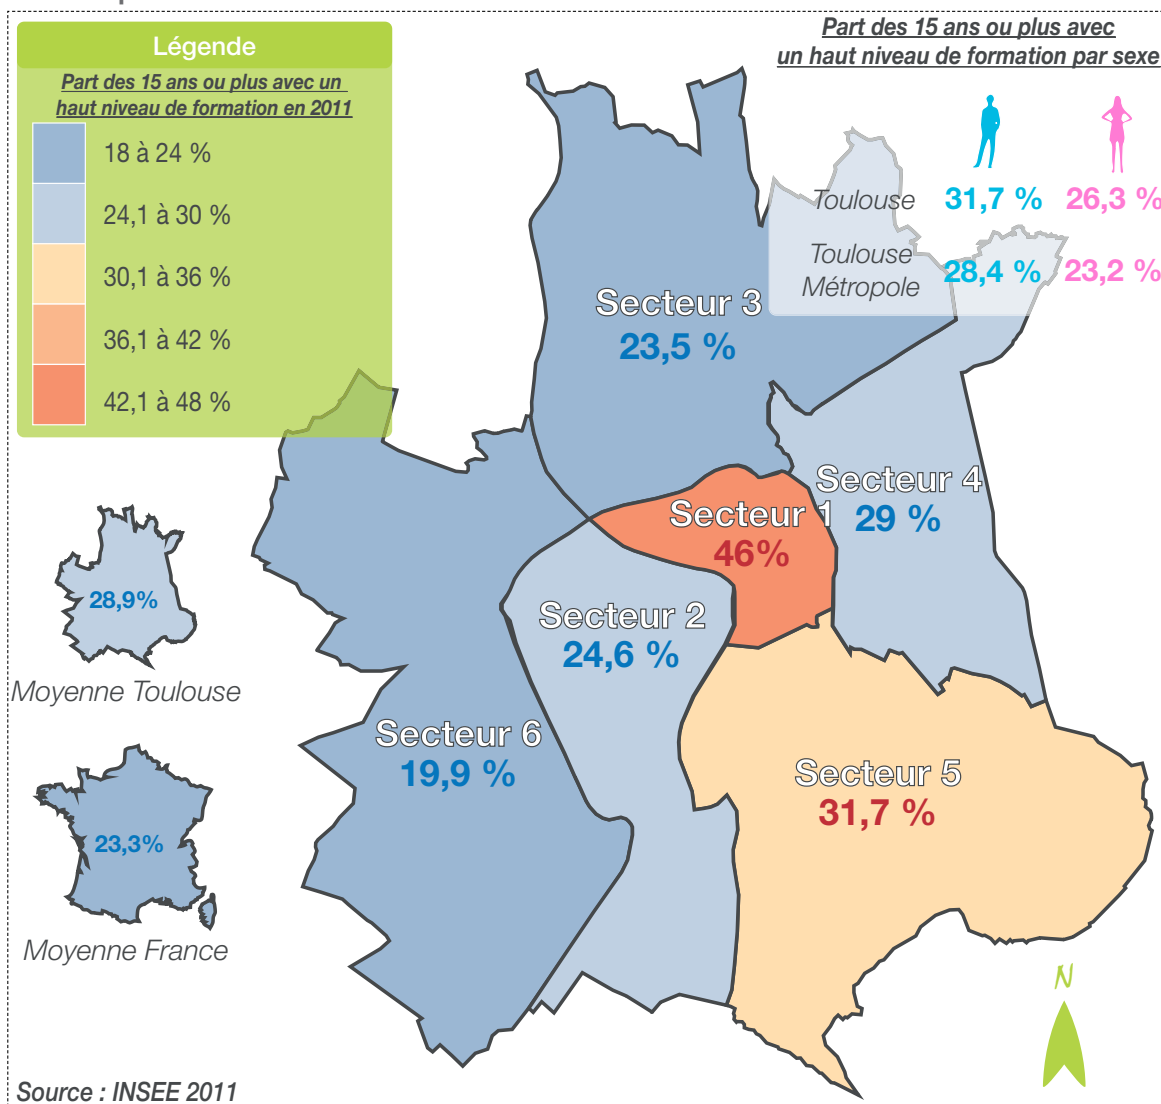 Légende
Part des 15 ans ou plus avec un
haut niveau de formation en 2011
18 à 24 %
24,1 à 30 %
30,1 à 36 %
36,1 à 42 %
42,1 à 48 %
Part des 15 ans ou plus avec
un haut niveau de formation par sexe
Toulouse 31,7 % 26,3 %
Toulouse
Métropole 28,4 % 23,2 %
Secteur 3
23,5 %
Secteur 4
29 %
Secteur 1
46%
Secteur 2
24,6 %
Secteur 6
19,9 %
Secteur 5
31,7 %
28,9%
Moyenne Toulouse
23,3%
Moyenne France
N
Source : INSEE 2011